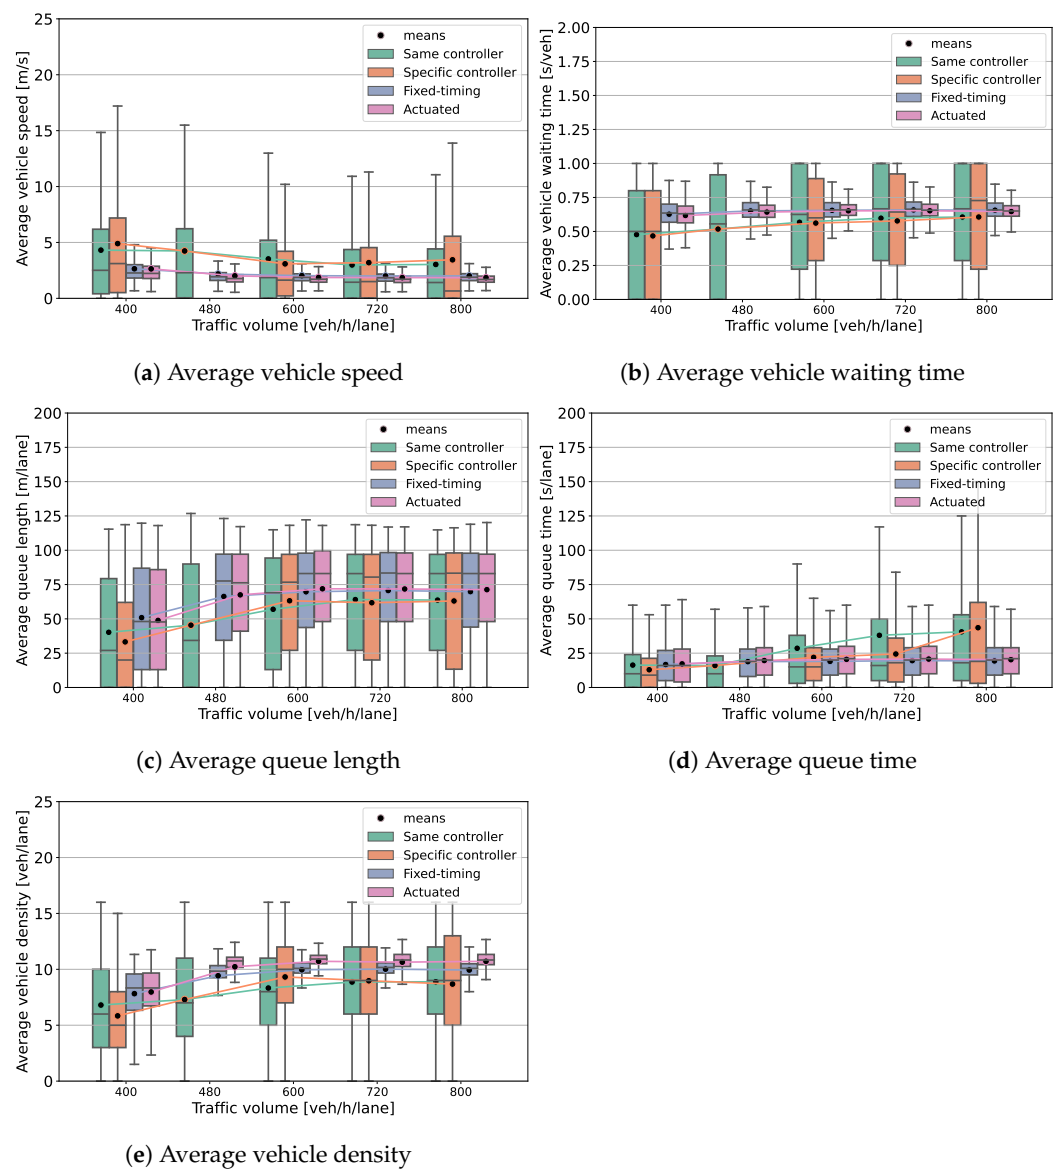 25
20
15
10
5
0
Average vehicle speed [m/s]
means
Same controller
Specific controller
Fixed-timing
Actuated
400
480
600
720
800
Traffic volume [veh/h/lane]
(a) Average vehicle speed
2.00
1.75
1.50
1.25
1.00
0.75
0.50
0.25
0.00
Average vehicle waiting time [s/veh]
means
Same controller
Specific controller
Fixed-timing
Actuated
400
480
600
720
800
Traffic volume [veh/h/lane]
(b) Average vehicle waiting time
200
175
150
125
100
75
50
25
0
Average queue length [m/lane]
means
Same controller
Specific controller
Fixed-timing
Actuated
400
480
600
720
800
Traffic volume [veh/h/lane]
(c) Average queue length
200
175
150
125
100
75
50
25
0
Average queue time [s/lane]
means
Same controller
Specific controller
Fixed-timing
Actuated
400
480
600
720
800
Traffic volume [veh/h/lane]
(d) Average queue time
25
20
15
10
5
0
Average vehicle density [veh/lane]
means
Same controller
Specific controller
Fixed-timing
Actuated
400
480
600
720
800
Traffic volume [veh/h/lane]
(e) Average vehicle density